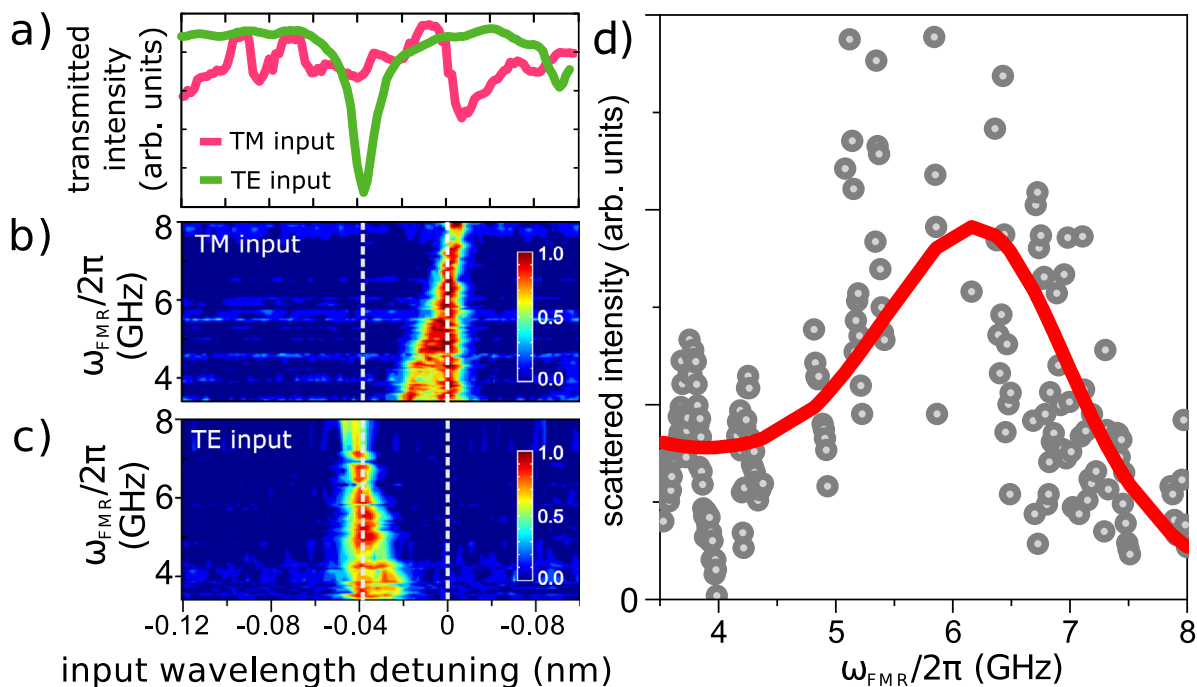 a)
transmitted
intensity
(arb. units)
TM input
TE input
b)
ω_FMR/2π
(GHz)
8
6
4
TM input
1.0
0.5
0.0
c)
ω_FMR/2π
(GHz)
8
6
4
TE input
1.0
0.5
0.0
-0.12
-0.08
-0.04
0
-0.08
input wavelength detuning (nm)
d)
scattered intensity (arb. units)
0
4
5
6
7
8
ω_FMR/2π (GHz)